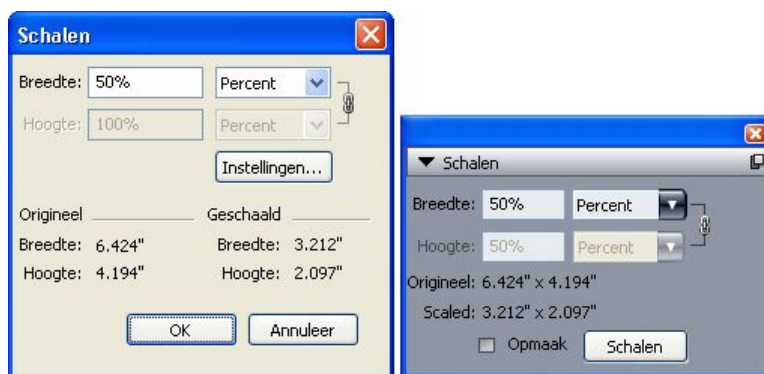 Schalen
Breedte: 50% Percent
Hoogte: 100% Percent
Instellingen...
Origineel Geschaald
Breedte: 6.424" Breedte: 3.212"
Hoogte: 4.194" Hoogte: 2.097"
OK Annuleer
Schalen
Breedte: 50% Percent
Hoogte: 50% Percent
Origineel: 6.424" x 4.194"
Scaled: 3.212" x 2.097"
Opmaak Schalen